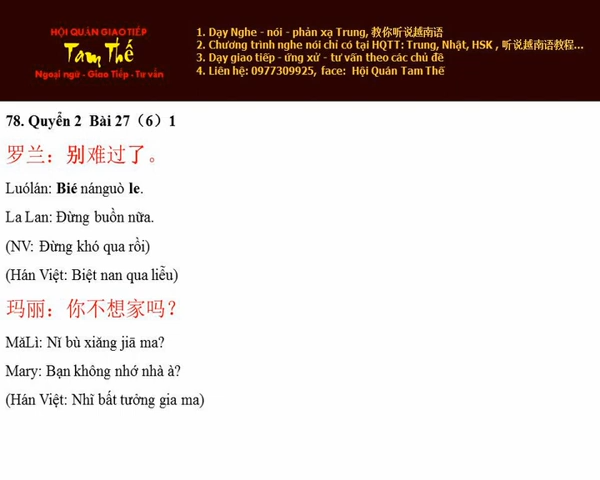 HỘI QUÁN GIAO TIẾP
Tam Thế
Ngoại ngữ - Giao Tiếp - Tư vấn
1. Dạy Nghe - nói - phản xạ Trung, 教你听说越南语
2. Chương trình nghe nói chỉ có tại HQTT: Trung, Nhật, HSK , 听说越南语教程...
3. Dạy giao tiếp - ứng xử - tư vấn theo các chủ đề
4. Liên hệ: 0977309925, face: Hội Quán Tam Thế
78. Quyển 2 Bài 27（6）1
罗兰：别难过了。
Luólán: Bié nánguò le.
La Lan: Đừng buồn nữa.
(NV: Đừng khó qua rồi)
(Hán Việt: Biệt nan qua liễu)
玛丽：你不想家吗？
MăLì: Nĭ bù xiăng jiā ma?
Mary: Bạn không nhớ nhà à?
(Hán Việt: Nhĩ bất tưởng gia ma)